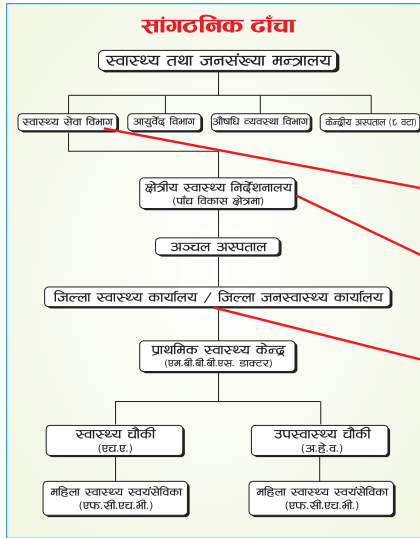 सांगठनिक ढाँचा
स्वास्थ्य तथा जनसंख्या मन्त्रालय
स्वास्थ्य सेवा विभाग
आयुर्वेद विभाग
औषधि व्यवस्था विभाग
केन्द्रीय अस्पताल (८ वटा)
क्षेत्रीय स्वास्थ्य निर्देशनालय
(पाँच विकास क्षेत्रमा)
अञ्चल अस्पताल
जिल्ला स्वास्थ्य कार्यालय / जिल्ला जनस्वास्थ्य कार्यालय
प्राथमिक स्वास्थ्य केन्द्र
(एम.बी.बी.बी.एस. डाक्टर)
स्वास्थ्य चौकी
(एच.ए.)
उपस्वास्थ्य चौकी
(अ.हे.व.)
महिला स्वास्थ्य स्वयंसेविका
(एफ.सी.एच.भी.)
महिला स्वास्थ्य स्वयंसेविका
(एफ.सी.एच.भी.)